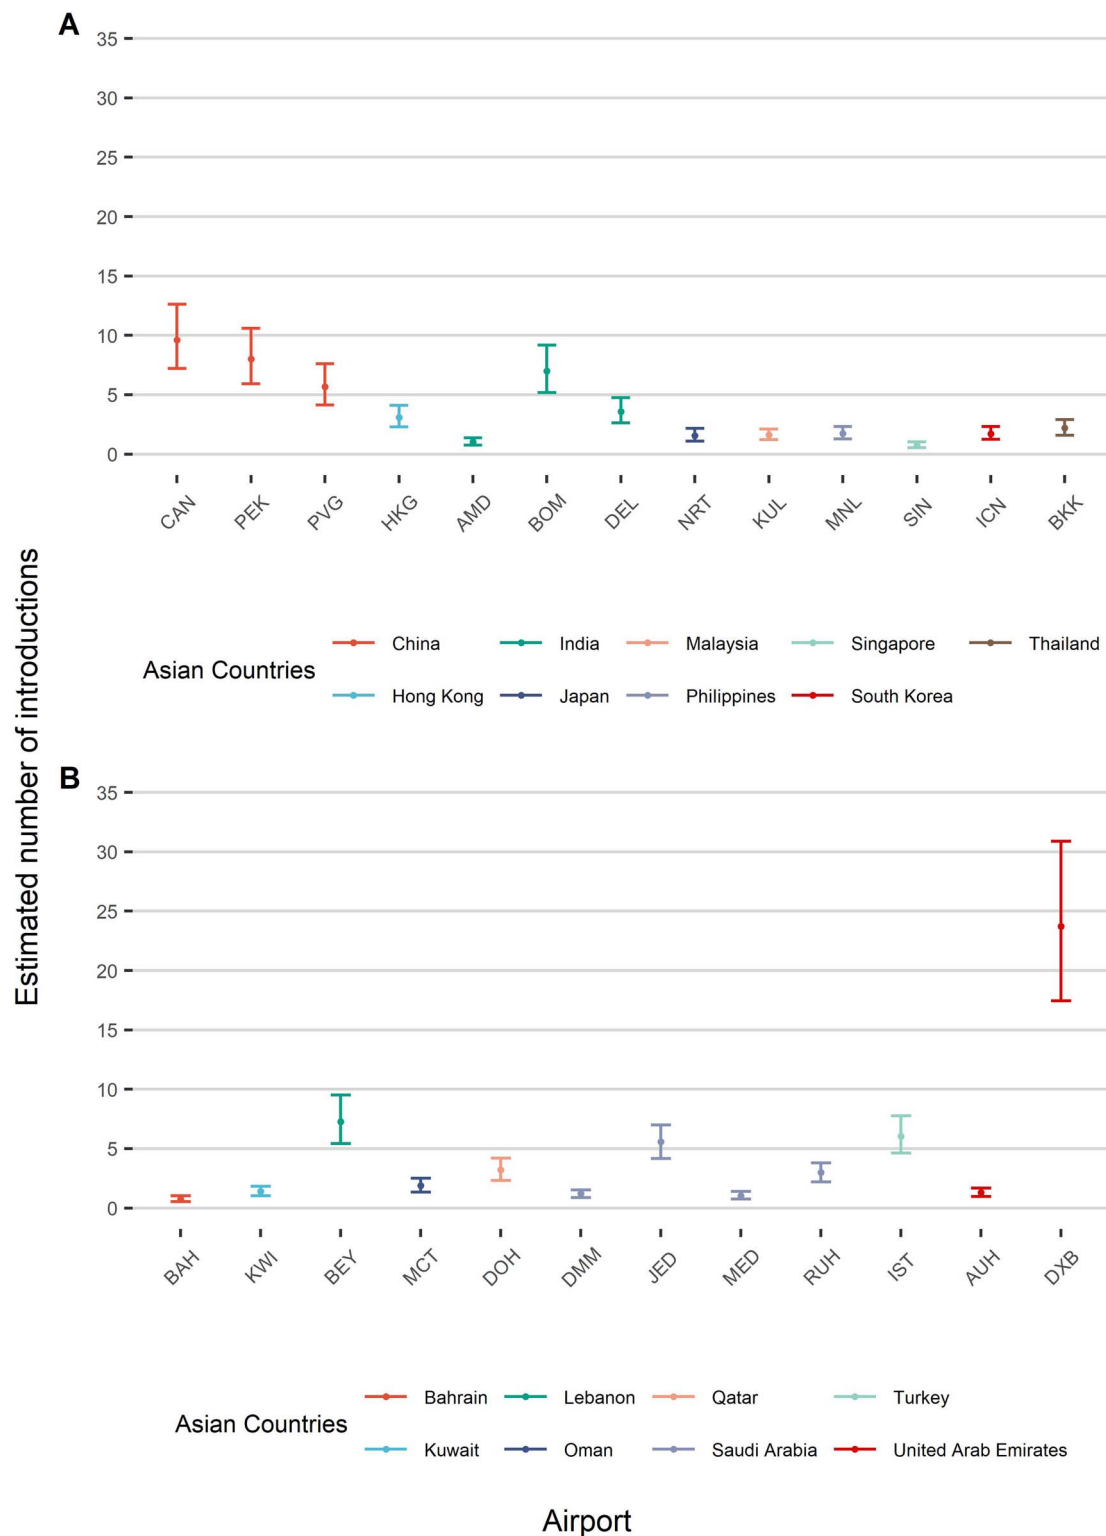 A
35
30
25
20
15
10
5
0
CAN PEK PVG HKG AMD BOM DEL NRT KUL MNL SIN ICN BKK
Estimated number of introductions
Asian Countries
China India Malaysia Singapore Thailand
Hong Kong Japan Philippines South Korea
B
35
30
25
20
15
10
5
0
BAH KWI BEY MCT DOH DMM JED MED RUH IST AUH DXB
Asian Countries
Bahrain Lebanon Qatar Turkey
Kuwait Oman Saudi Arabia United Arab Emirates
Airport